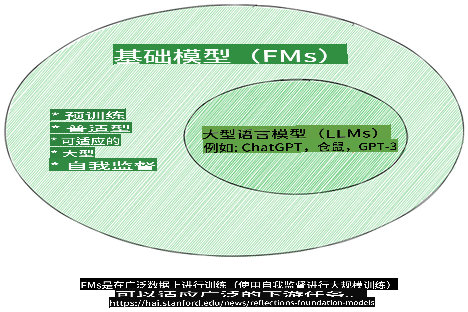 基础模型 (FMs)
* 预训练
* 普适型
* 可适应的
* 大型
* 自我监督
大型语言模型 (LLMs)
例如: ChatGPT, 仓鼠, GPT-3
FMs是在广泛数据上进行训练 (使用自我监督进行大规模训练)
可以适应广泛的下游任务..
https://hai.stanford.edu/news/reflections-foundation-models